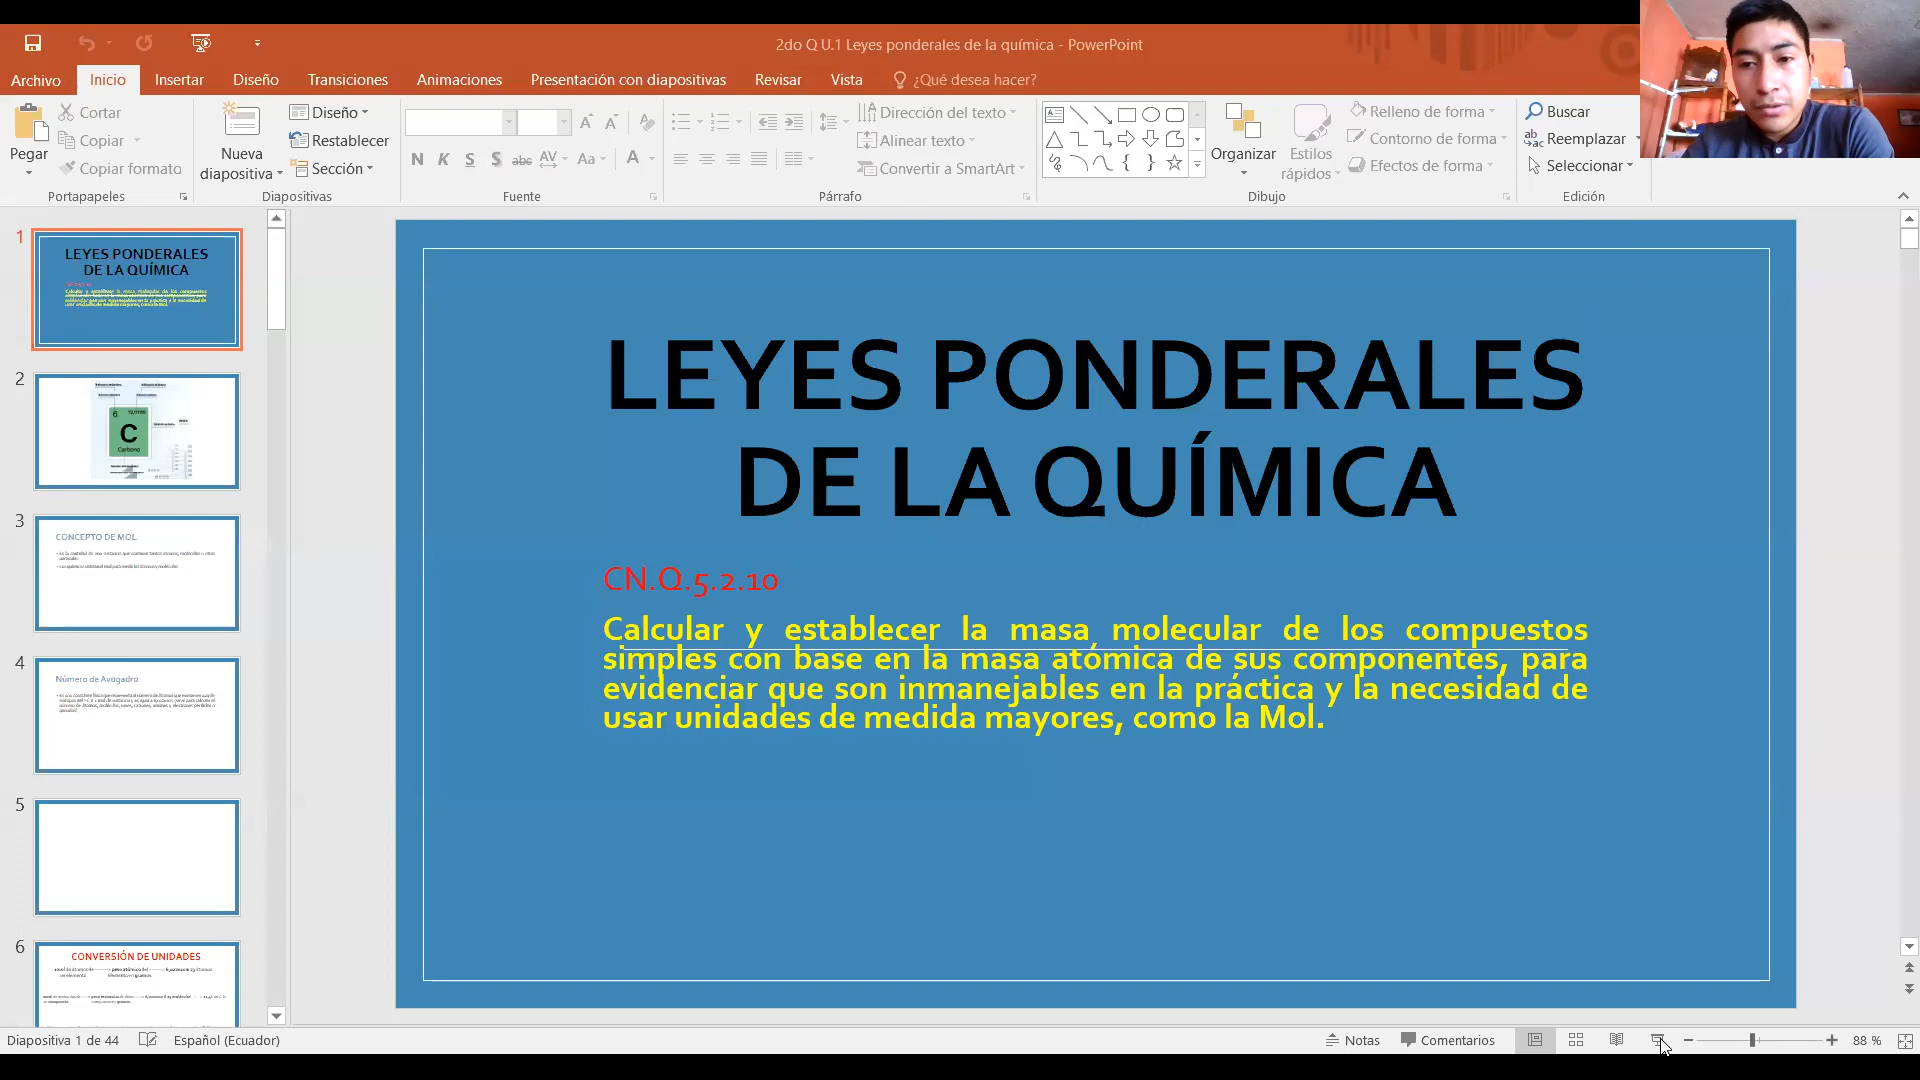 2do Q U.1 Leyes ponderales de la química - PowerPoint
Archivo Inicio Insertar Diseño Transiciones Animaciones Presentación con diapositivas Revisar Vista ¿Qué desea hacer?
Pegar
Cortar
Copiar
Copiar formato
Portapapeles
Nueva
diapositiva
Diseño
Restablecer
Sección
Diapositivas
N K S S abc AV Aa A
Fuente
Dirección del texto
Alinear texto
Convertir a SmartArt
Párrafo
Organizar
Estilos
rápidos
Relleno de forma
Contorno de forma
Efectos de forma
Dibujo
Buscar
Reemplazar
Seleccionar
Edición
1
LEYES PONDERALES
DE LA QUÍMICA
2
6
C
Carbono
3
CONCEPTO DE MOL
4
Número de Avogadro
5
6
CONVERSIÓN DE UNIDADES
LEYES PONDERALES
DE LA QUÍMICA
CN.Q.5.2.10
Calcular y establecer la masa molecular de los compuestos
simples con base en la masa atómica de sus componentes, para
evidenciar que son inmanejables en la práctica y la necesidad de
usar unidades de medida mayores, como la Mol.
Diapositiva 1 de 44 Español (Ecuador) Notas Comentarios 88 %